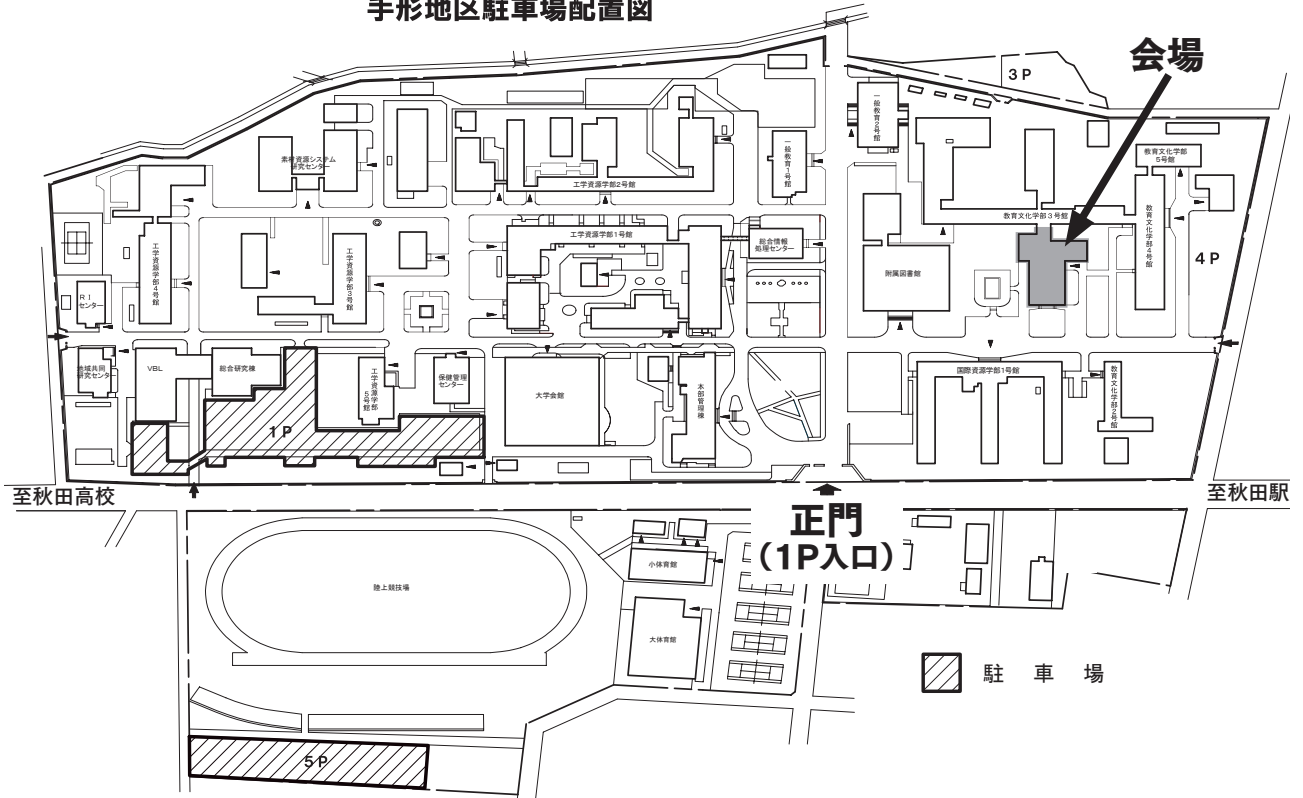 手形地区駐車場配置図
会場
3P
一般教育2号館
教育文化学部
5号館
素材資源システム
研究センター
一般教育1号館
工学資源学部2号館
教育文化学部3号館
教育文化学部4号館
工学資源学部1号館
総合情報
処理センター
工学資源学部4号館
工学資源学部3号館
附属図書館
4P
RI
センター
地域共同
研究センター
VBL
総合研究棟
工学資源学部
5号館
保健管理
センター
大学会館
本部管理棟
国際資源学部1号館
教育文化学部2号館
1P
至秋田高校
至秋田駅
正門
(1P入口)
小体育館
陸上競技場
大体育館
駐車場
5P